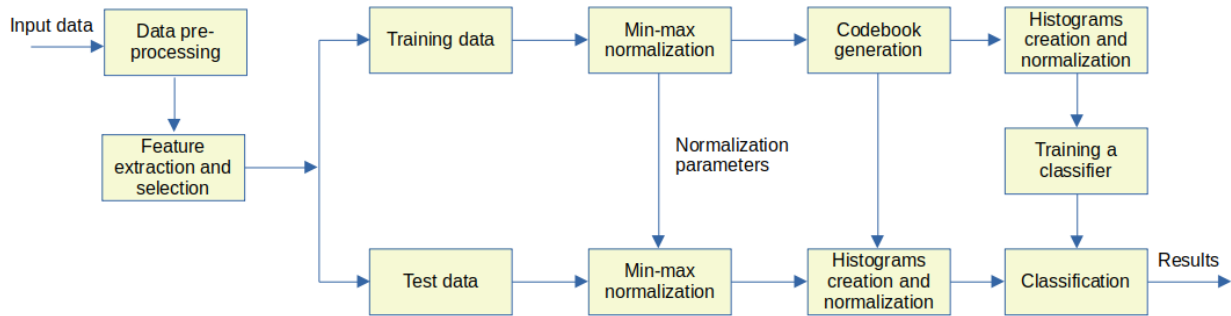 Input data
Data pre-
processing
Feature
extraction and
selection
Training data
Min-max
normalization
Codebook
generation
Histograms
creation and
normalization
Normalization
parameters
Training a
classifier
Test data
Min-max
normalization
Histograms
creation and
normalization
Classification
Results